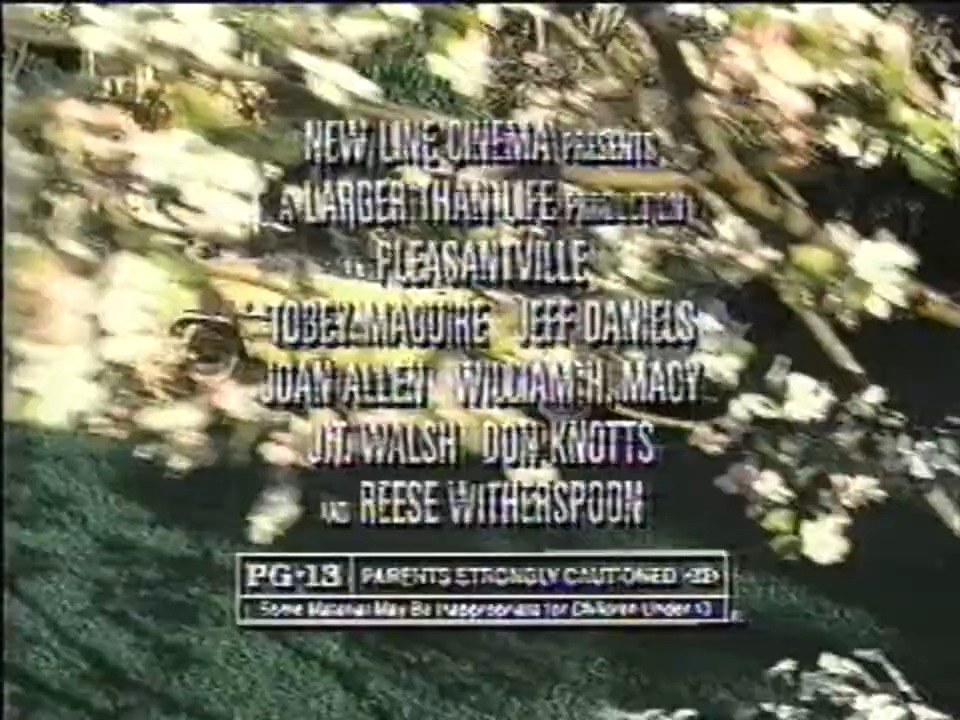 NEW LINE CINEMA PRESENTS
A LARGER THAN LIFE PRODUCTION
PLEASANTVILLE
TOBEY MAGUIRE JEFF DANIELS
JOAN ALLEN WILLIAM H. MACY
J.T. WALSH DON KNOTTS
AND REESE WITHERSPOON
PG-13 PARENTS STRONGLY CAUTIONED
Some Material May Be Inappropriate for Children Under 13